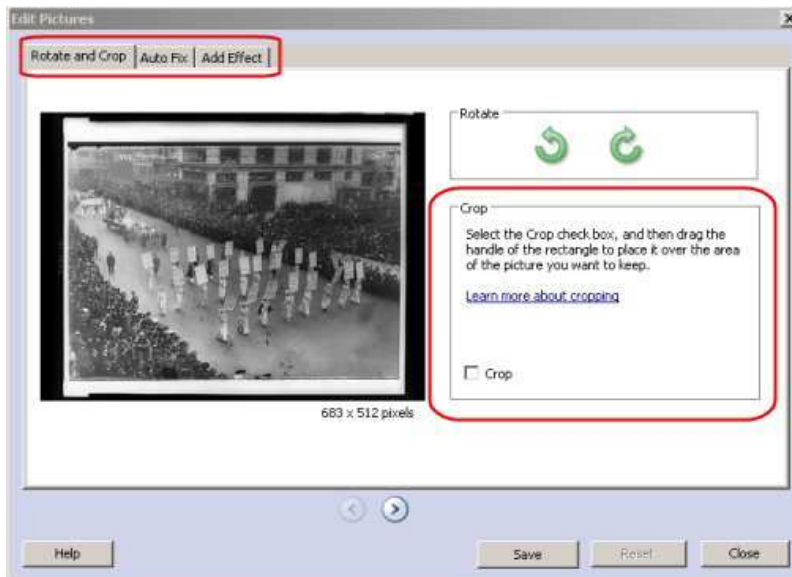 Edit Pictures
Rotate and Crop
Auto Fix
Add Effect
Rotate
Crop
Select the Crop check box, and then drag the
handle of the rectangle to place it over the area
of the picture you want to keep.
Learn more about cropping
Crop
683 x 512 pixels
Help
Save
Reset
Close